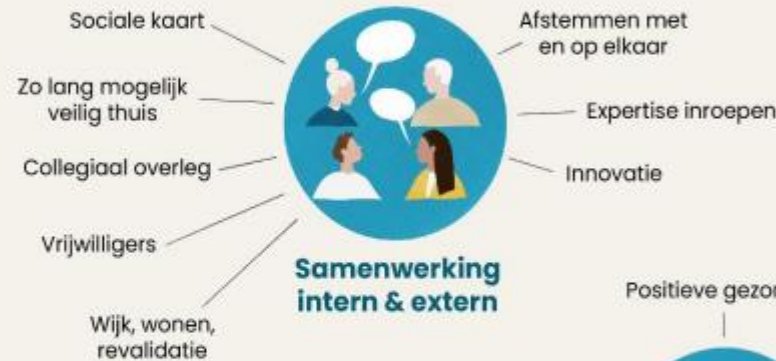 Sociale kaart
Zo lang mogelijk
veilig thuis
Collegiaal overleg
Vrijwilligers
Wijk, wonen,
revalidatie
Afstemmen met
en op elkaar
Expertise inroepen
Innovatie
Samenwerking
intern & extern
Positieve